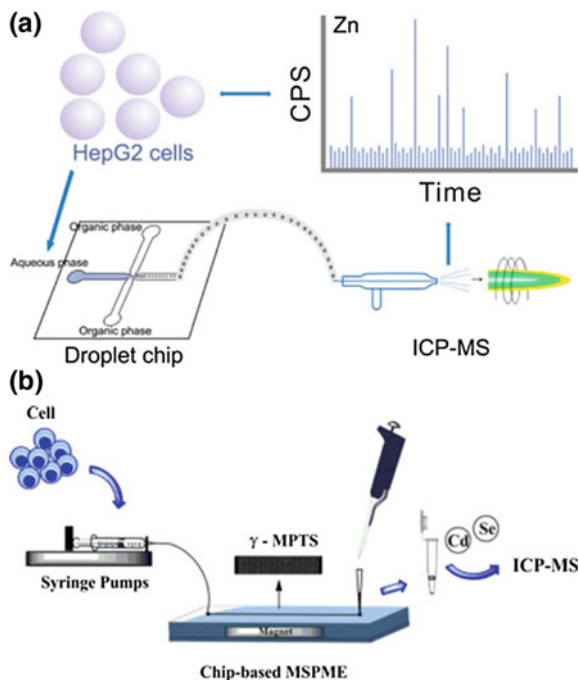 (a)
Zn
CPS
Time
HepG2 cells
Organic phase
Aqueous phase
Organic phase
Droplet chip
ICP-MS
(b)
Cell
Syringe Pumps
γ - MPTS
Cd
Se
ICP-MS
Magnet
Chip-based MSPME